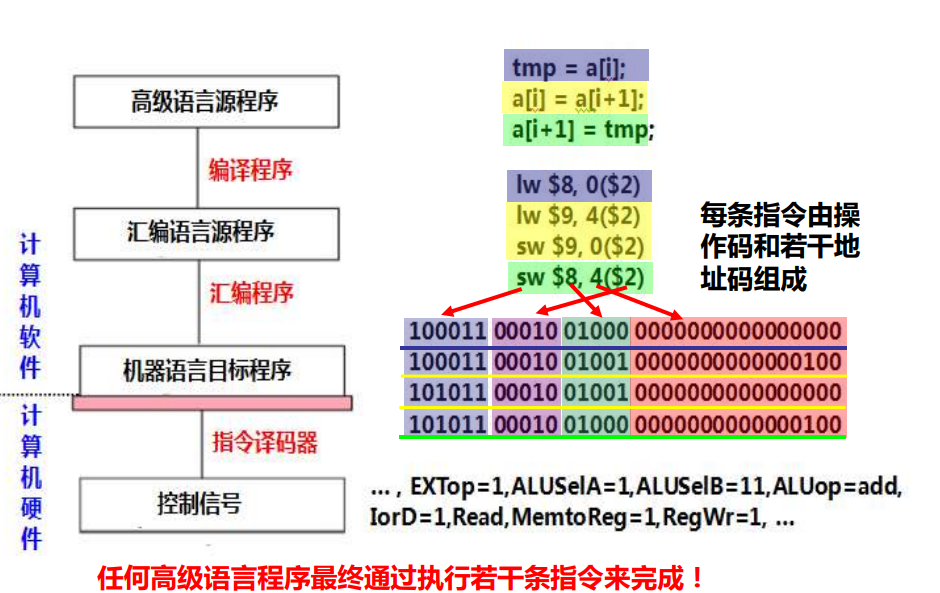 高级语言源程序
编译程序
汇编语言源程序
汇编程序
机器语言目标程序
指令译码器
控制信号
计算机软件
计算机硬件
tmp = a[i];
a[i] = a[i+1];
a[i+1] = tmp;
lw $8, 0($2)
lw $9, 4($2)
sw $9, 0($2)
sw $8, 4($2)
每条指令由操
作码和若干地
址码组成
100011 00010 01000 0000000000000000
100011 00010 01001 0000000000000100
101011 00010 01001 0000000000000000
101011 00010 01000 0000000000000100
... , EXTop=1,ALUSelA=1,ALUSelB=11,ALUop=add,
IorD=1,Read,MemtoReg=1,RegWr=1, ...
任何高级语言程序最终通过执行若干条指令来完成！